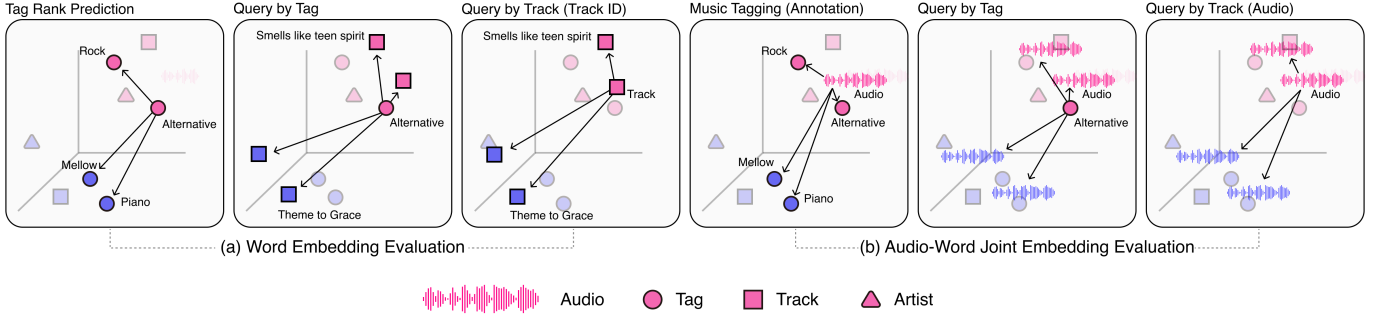 Tag Rank Prediction
Query by Tag
Query by Track (Track ID)
Music Tagging (Annotation)
Query by Tag
Query by Track (Audio)
Rock
Alternative
Mellow
Piano
Smells like teen spirit
Alternative
Theme to Grace
Smells like teen spirit
Track
Theme to Grace
Rock
Audio
Alternative
Mellow
Piano
Audio
Alternative
Audio
(a) Word Embedding Evaluation
(b) Audio-Word Joint Embedding Evaluation
Audio
Tag
Track
Artist